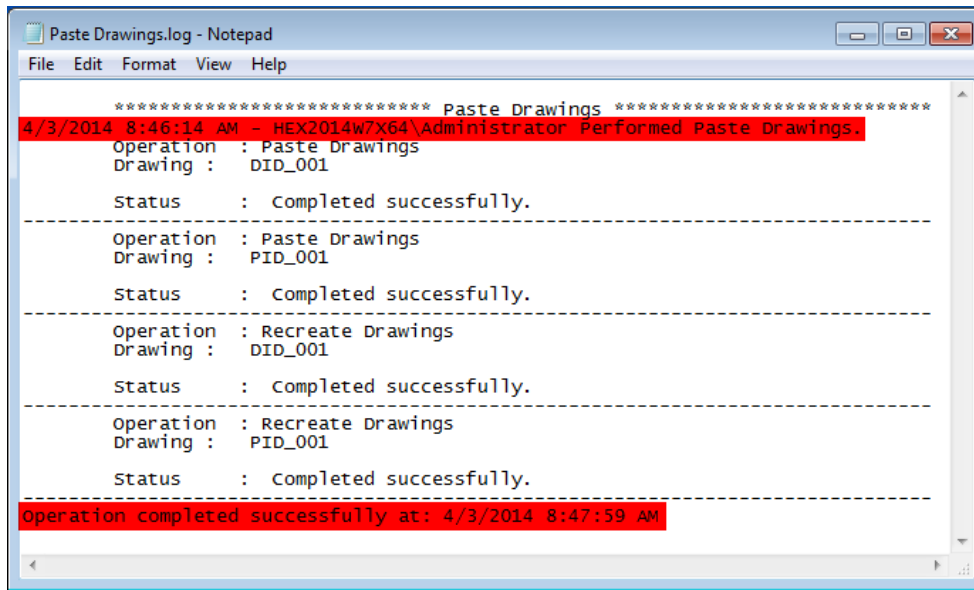 Paste Drawings.log - Notepad
File Edit Format View Help
**************************** Paste Drawings ****************************
4/3/2014 8:46:14 AM - HEX2014W7X64\Administrator Performed Paste Drawings.
Operation : Paste Drawings
Drawing : DID_001
Status : Completed successfully.
--------------------------------------------------------------------------------
Operation : Paste Drawings
Drawing : PID_001
Status : Completed successfully.
--------------------------------------------------------------------------------
Operation : Recreate Drawings
Drawing : DID_001
Status : Completed successfully.
--------------------------------------------------------------------------------
Operation : Recreate Drawings
Drawing : PID_001
Status : Completed successfully.
--------------------------------------------------------------------------------
Operation completed successfully at: 4/3/2014 8:47:59 AM